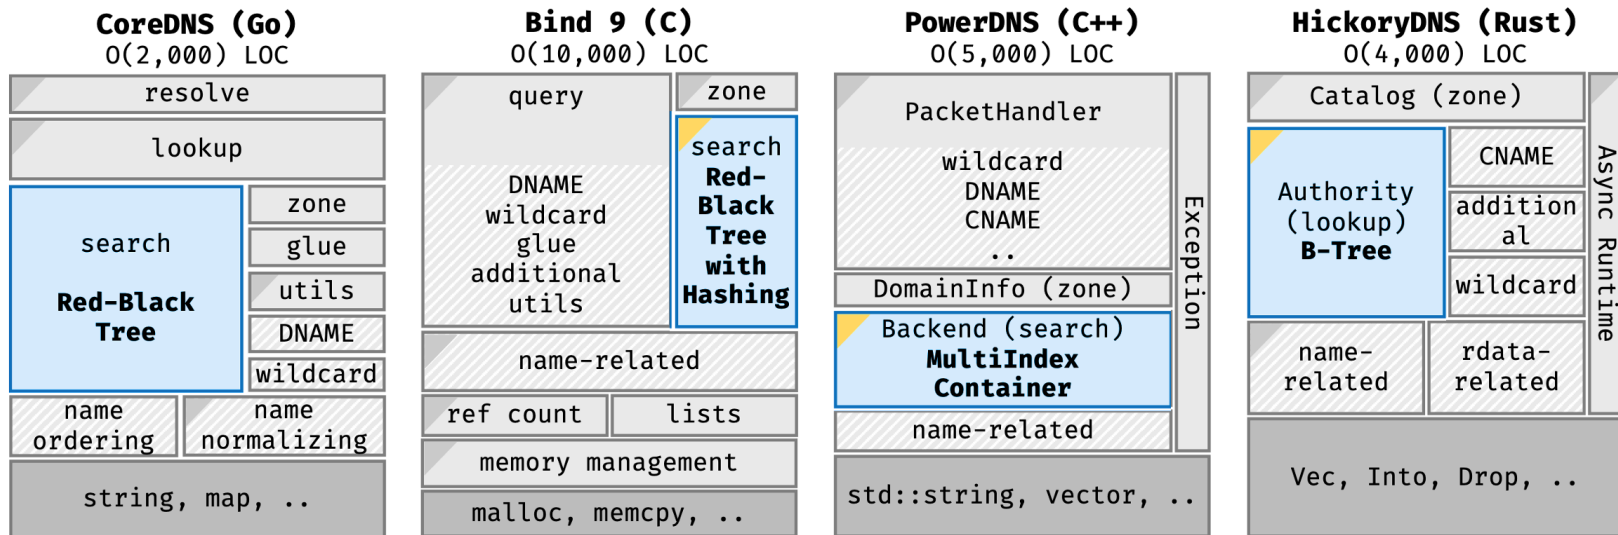 CoreDNS (Go)
O(2,000) LOC
resolve
lookup
search
Red-Black
Tree
zone
glue
utils
DNAME
wildcard
name
ordering
name
normalizing
string, map, ..
Bind 9 (C)
O(10,000) LOC
query
DNAME
wildcard
glue
additional
utils
zone
search
Red-
Black
Tree
with
Hashing
name-related
ref count
lists
memory management
malloc, memcpy, ..
PowerDNS (C++)
O(5,000) LOC
PacketHandler
wildcard
DNAME
CNAME
..
DomainInfo (zone)
Backend (search)
MultiIndex
Container
name-related
Exception
std::string, vector, ..
HickoryDNS (Rust)
O(4,000) LOC
Catalog (zone)
Authority
(lookup)
B-Tree
CNAME
addition
al
wildcard
name-
related
rdata-
related
Async Runtime
Vec, Into, Drop, ..